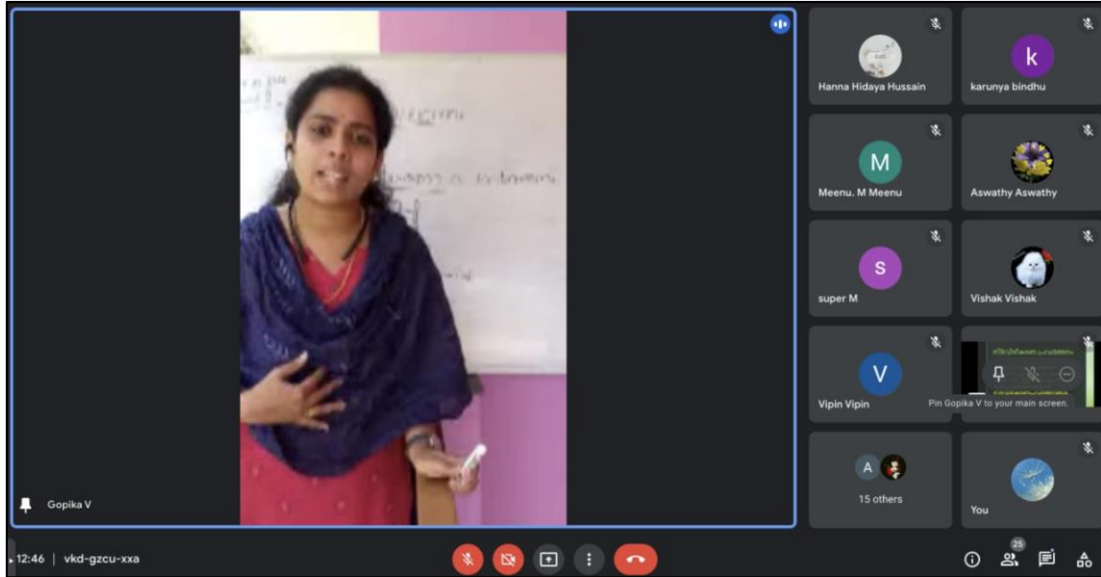 Hanna Hidaya Hussain
k
karunya bindhu
M
Meenu. M Meenu
Aswathy Aswathy
S
super M
Vishak Vishak
V
Vipin Vipin
Pin Gopika V to your main screen.
A
15 others
You
Gopika V
12:46 | vkd-gzcu-xxa
25